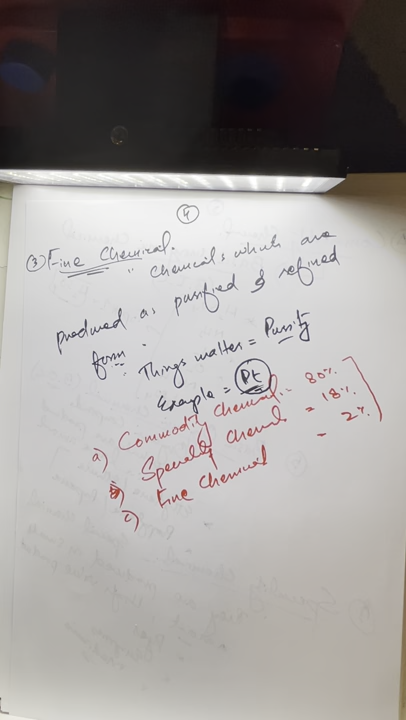 4
③ Fine Chemical.
" Chemicals which are
produced as purified & refined
form.
Things matter = Purity
Example = Pt
a) Commodity Chemical = 80%
b) Speciality Chemical = 18%
c) Fine Chemical = 2%